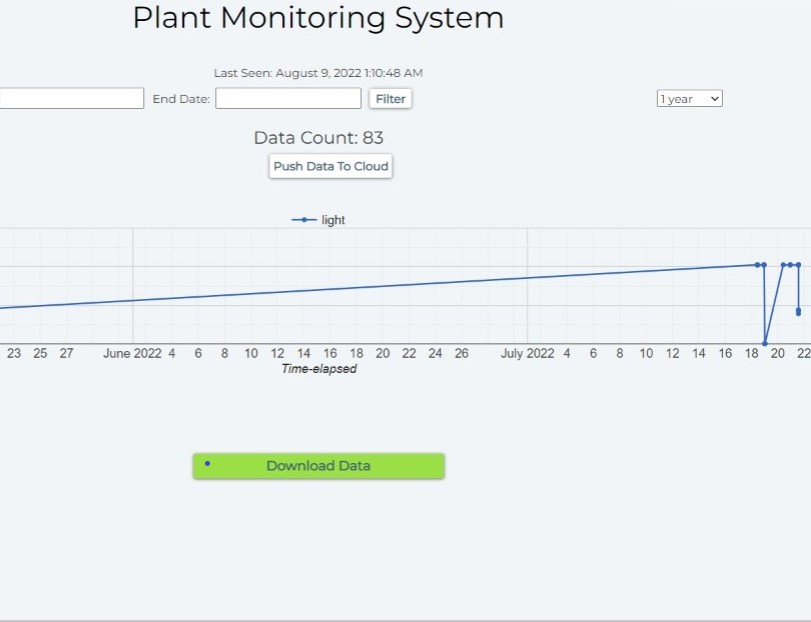 Plant Monitoring System
Last Seen: August 9, 2022 1:10:48 AM
End Date: Filter 1 year
Data Count: 83
Push Data To Cloud
light
23 25 27 June 2022 4 6 8 10 12 14 16 18 20 22 24 26 July 2022 4 6 8 10 12 14 16 18 20 22
Time-elapsed
Download Data